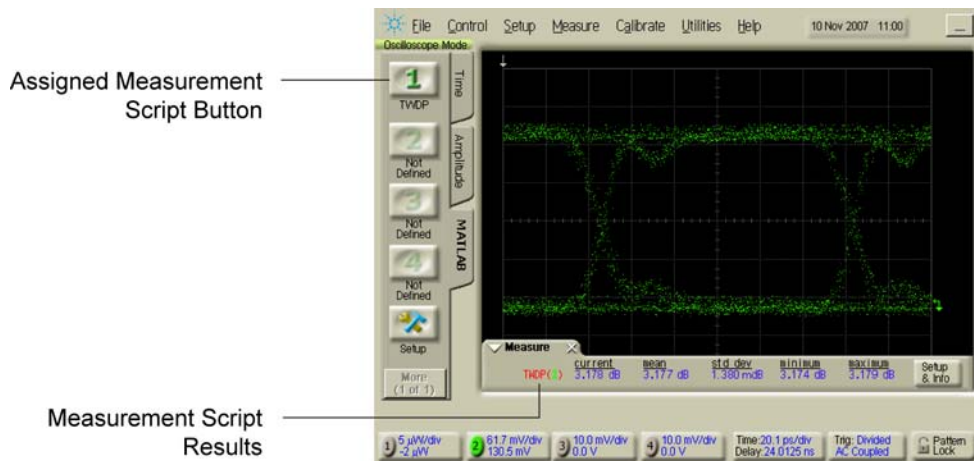 File Control Setup Measure Calibrate Utilities Help 10 Nov 2007 11:00
Oscilloscope Mode
Assigned Measurement
Script Button
1
TWDP
2
Not
Defined
3
Not
Defined
4
Not
Defined
Setup
More
(1 of 1)
Time
Amplitude
MATLAB
Measure
current mean std dev minimum maximum
TWDP(2) 3.178 dB 3.177 dB 1.380 mdB 3.174 dB 3.179 dB
Setup
& Info
Measurement Script
Results
1) 5 µW/div
-2 µW
2) 61.7 mV/div
130.5 mV
3) 10.0 mV/div
0.0 V
4) 10.0 mV/div
0.0 V
Time:20.1 ps/div
Delay:24.0125 ns
Trig: Divided
AC Coupled
Pattern
Lock